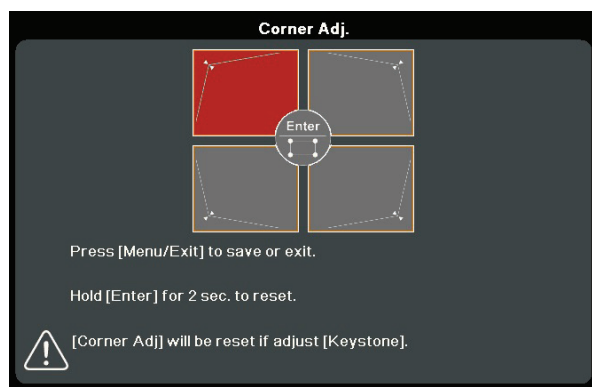 Corner Adj.
Enter
Press [Menu/Exit] to save or exit.
Hold [Enter] for 2 sec. to reset.
[Corner Adj] will be reset if adjust [Keystone].